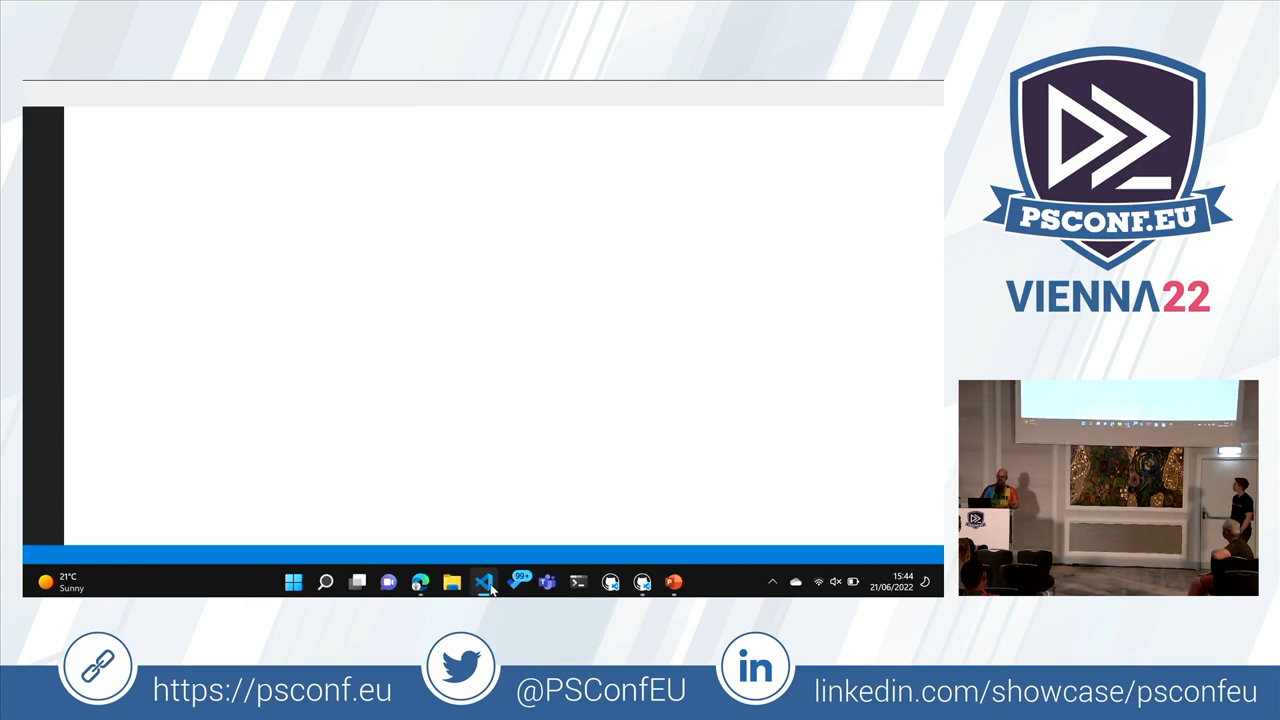 PSCONF.EU
VIENNA22
21°C
Sunny
99+
15:44
21/06/2022
https://psconf.eu
@PSConfEU
in
linkedin.com/showcase/psconfeu